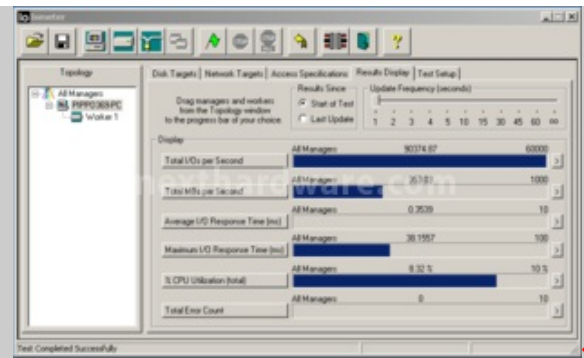 Iometer
Topology
All Managers
PIPPO369-PC
Worker 1
Disk Targets
Network Targets
Access Specifications
Results Display
Test Setup
Drag managers and workers
from the Topology window
to the progress bar of your choice.
Results Since
Start of Test
Last Update
Update Frequency (seconds)
1 2 3 4 5 10 15 30 45 60 ∞
Display
All Managers 90374.87 60000
Total I/Os per Second
All Managers 1000
Total MBs per Second
nexthardware.com
All Managers 0.3539 10
Average I/O Response Time (ms)
All Managers 38.1557 100
Maximum I/O Response Time (ms)
All Managers 8.32 % 10 %
% CPU Utilization (total)
All Managers 0 10
Total Error Count
Test Completed Successfully